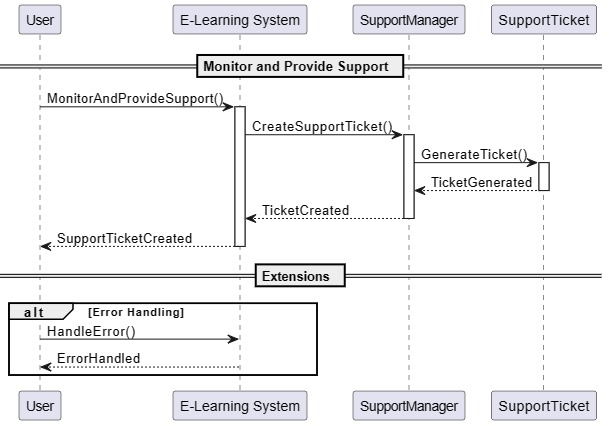 User E-Learning System SupportManager SupportTicket
Monitor and Provide Support
MonitorAndProvideSupport()
CreateSupportTicket()
GenerateTicket()
TicketGenerated
TicketCreated
SupportTicketCreated
Extensions
alt [Error Handling]
HandleError()
ErrorHandled
User E-Learning System SupportManager SupportTicket